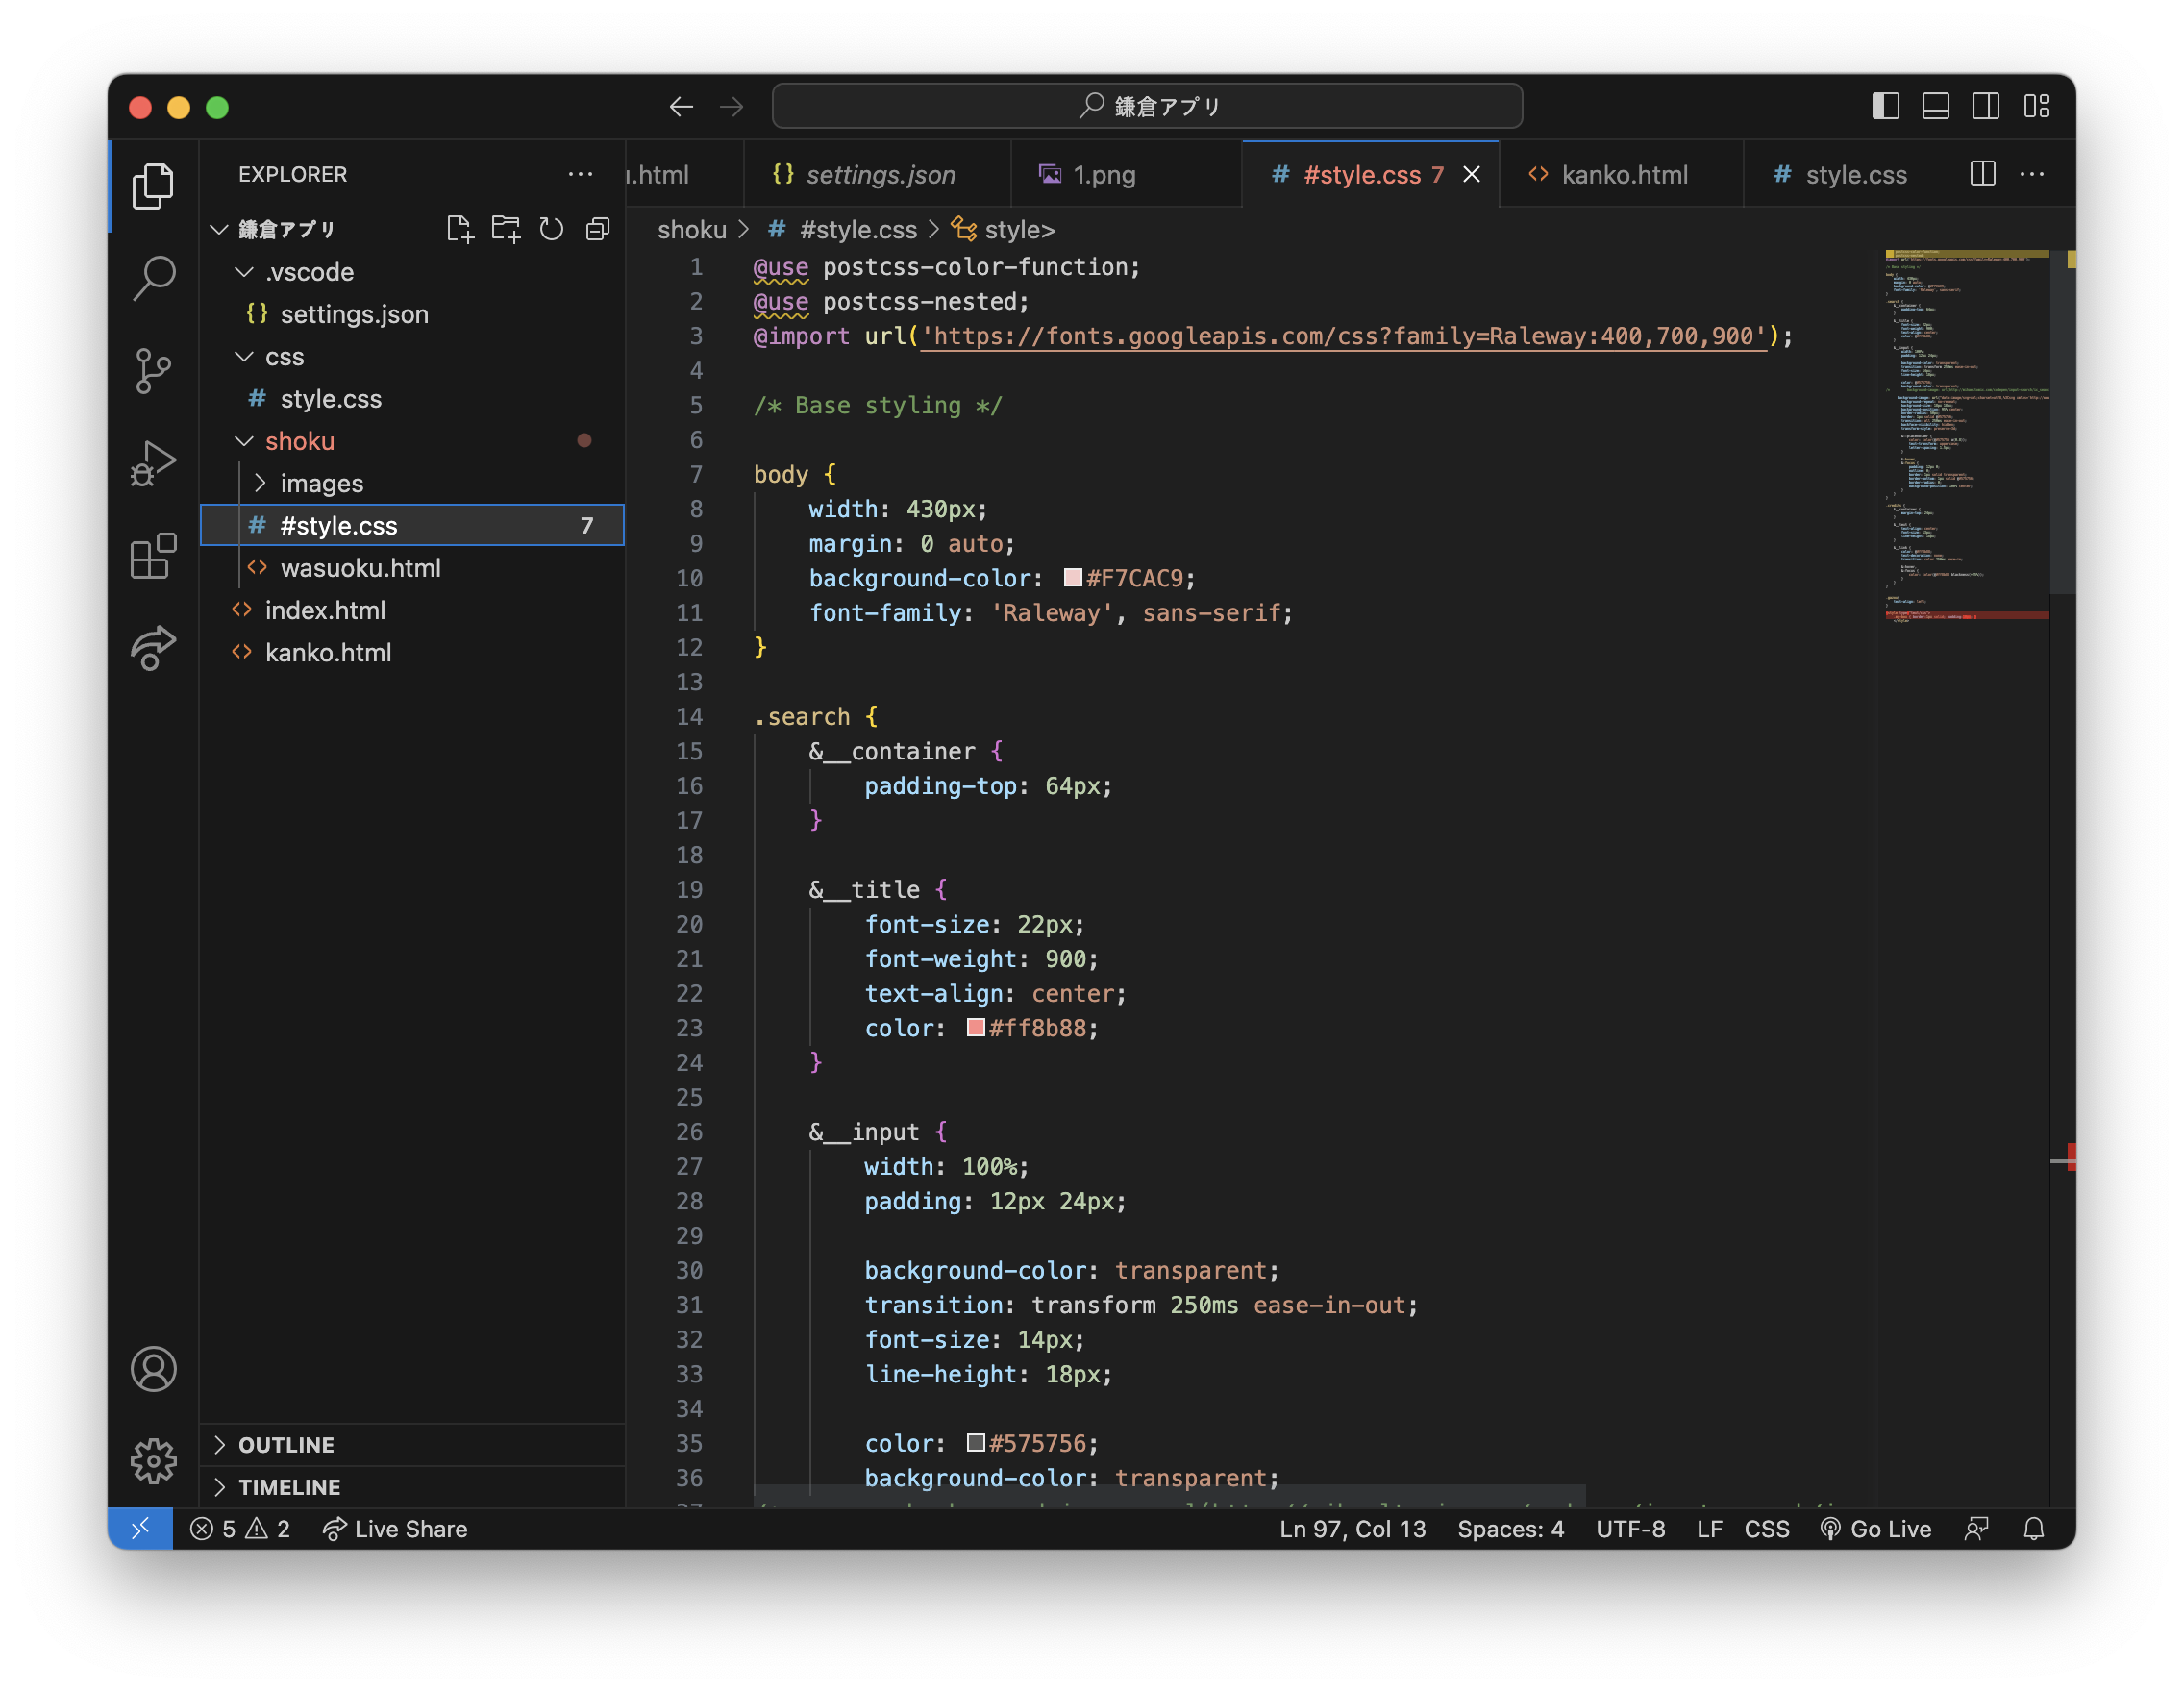 鎌倉アプリ
EXPLORER
.html
settings.json
1.png
#style.css 7
kanko.html
style.css
鎌倉アプリ
shoku > #style.css > style>
.vscode
settings.json
css
style.css
shoku
images
#style.css 7
wasuoku.html
index.html
kanko.html
OUTLINE
TIMELINE
1 @use postcss-color-function;
2 @use postcss-nested;
3 @import url('https://fonts.googleapis.com/css?family=Raleway:400,700,900');
4
5 /* Base styling */
6
7 body {
8 width: 430px;
9 margin: 0 auto;
10 background-color: #F7CAC9;
11 font-family: 'Raleway', sans-serif;
12 }
13
14 .search {
15 &__container {
16 padding-top: 64px;
17 }
18
19 &__title {
20 font-size: 22px;
21 font-weight: 900;
22 text-align: center;
23 color: #ff8b88;
24 }
25
26 &__input {
27 width: 100%;
28 padding: 12px 24px;
29
30 background-color: transparent;
31 transition: transform 250ms ease-in-out;
32 font-size: 14px;
33 line-height: 18px;
34
35 color: #575756;
36 background-color: transparent;
5 2 Live Share
Ln 97, Col 13 Spaces: 4 UTF-8 LF CSS Go Live